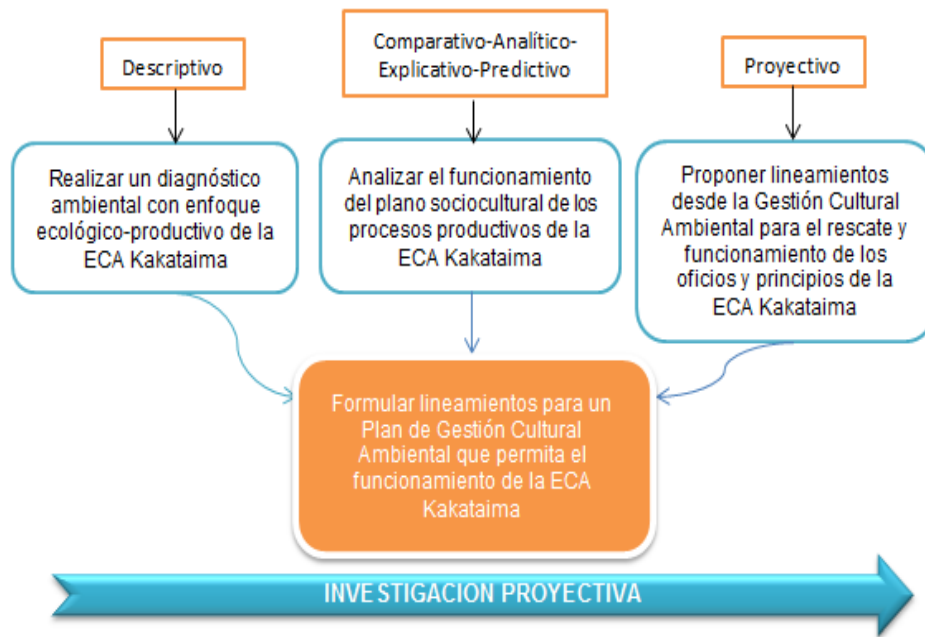 Descriptivo
Comparativo-Analítico-
Explicativo-Predictivo
Proyectivo
Realizar un diagnóstico
ambiental con enfoque
ecológico-productivo de la
ECA Kakataima
Analizar el funcionamiento
del plano sociocultural de los
procesos productivos de la
ECA Kakataima
Proponer lineamientos
desde la Gestión Cultural
Ambiental para el rescate y
funcionamiento de los
oficios y principios de la
ECA Kakataima
Formular lineamientos para un
Plan de Gestión Cultural
Ambiental que permita el
funcionamiento de la ECA
Kakataima
INVESTIGACION PROYECTIVA